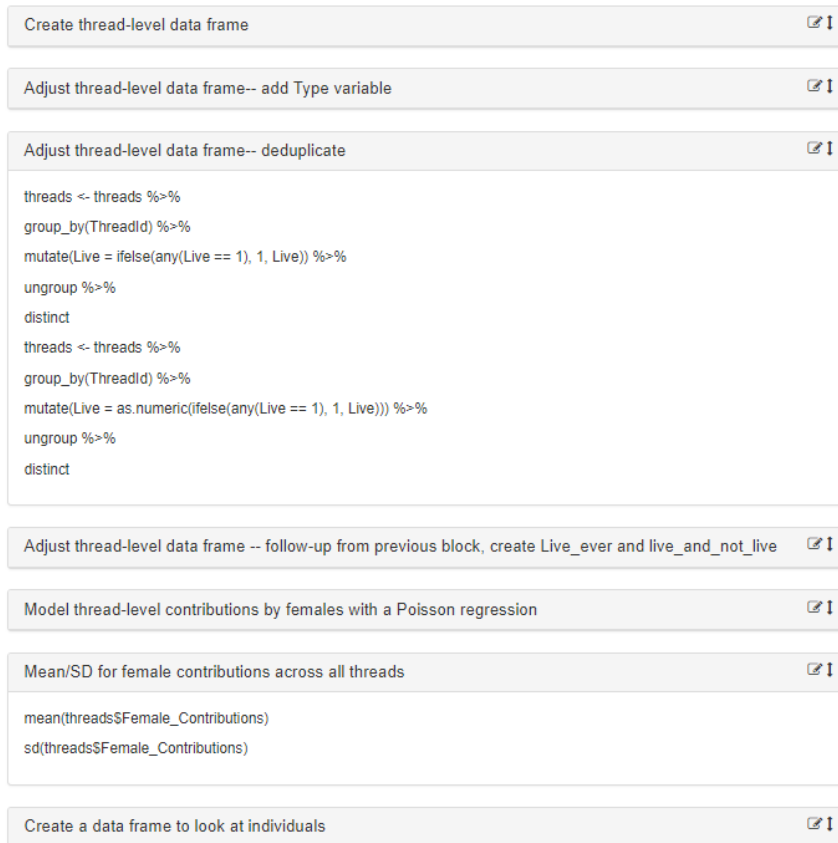 Create thread-level data frame
Adjust thread-level data frame-- add Type variable
Adjust thread-level data frame-- deduplicate
threads <- threads %>%
group_by(ThreadId) %>%
mutate(Live = ifelse(any(Live == 1), 1, Live)) %>%
ungroup %>%
distinct
threads <- threads %>%
group_by(ThreadId) %>%
mutate(Live = as.numeric(ifelse(any(Live == 1), 1, Live))) %>%
ungroup %>%
distinct
Adjust thread-level data frame -- follow-up from previous block, create Live_ever and live_and_not_live
Model thread-level contributions by females with a Poisson regression
Mean/SD for female contributions across all threads
mean(threads$Female_Contributions)
sd(threads$Female_Contributions)
Create a data frame to look at individuals